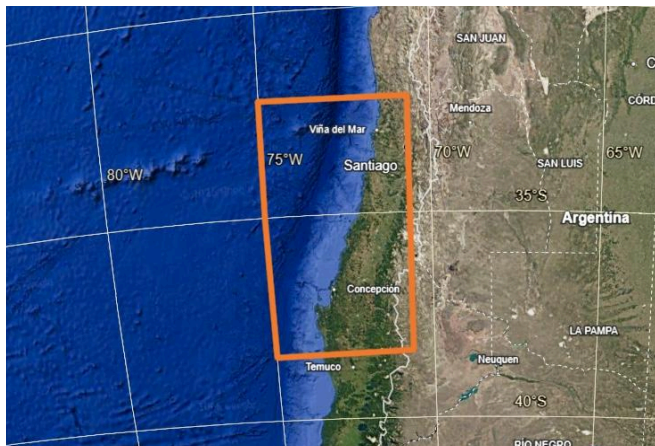 SAN JUAN
C
CÓRD
Mendoza
Viña del Mar
75°W
Santiago
70°W
65°W
80°W
SAN LUIS
35°S
Argentina
Concepción
LA PAMPA
Temuco
Neuquen
40°S
RÍO NEGRO